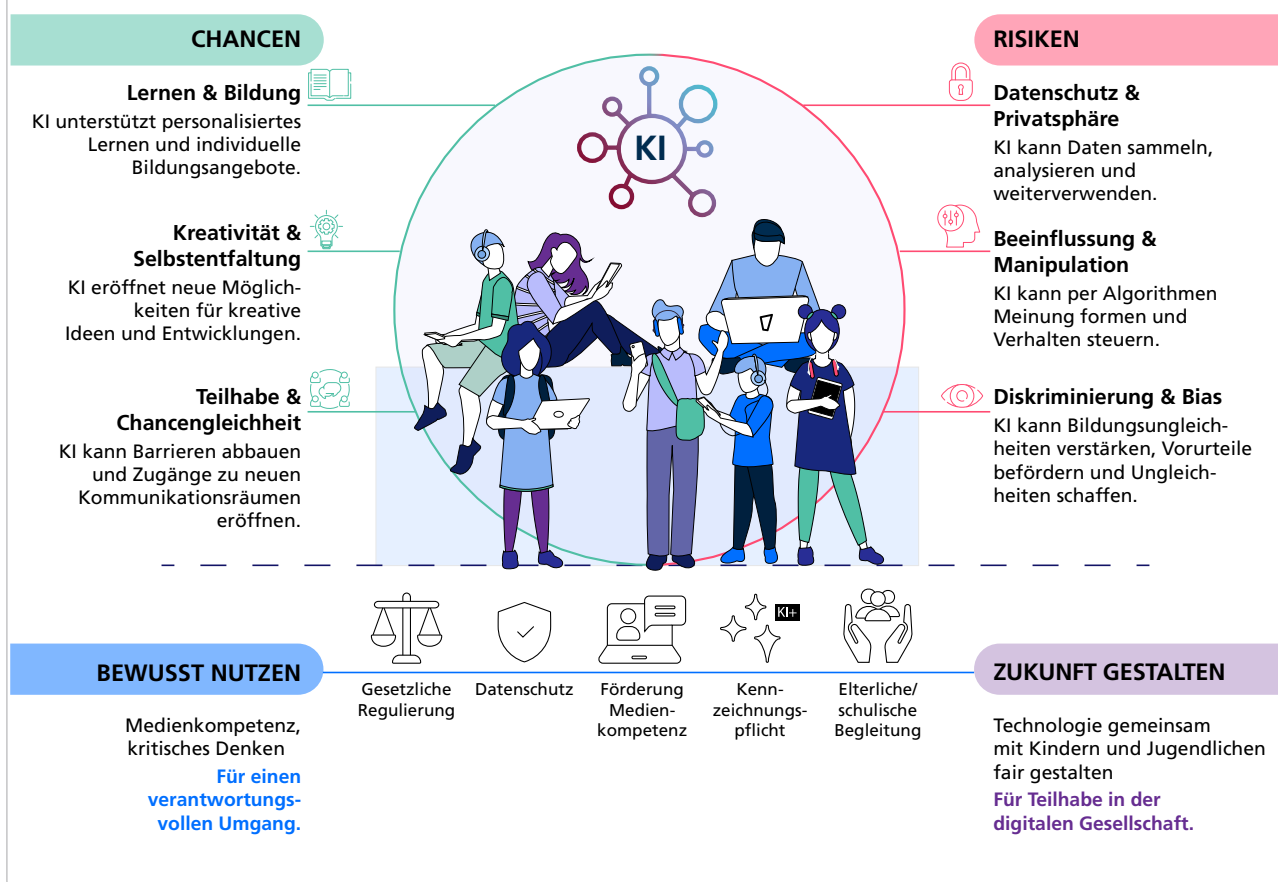 CHANCEN
Lernen & Bildung
KI unterstützt personalisiertes
Lernen und individuelle
Bildungsangebote.
Kreativität &
Selbstentfaltung
KI eröffnet neue Möglich-
keiten für kreative
Ideen und Entwicklungen.
Teilhabe &
Chancengleichheit
KI kann Barrieren abbauen
und Zugänge zu neuen
Kommunikationsräumen
eröffnen.
KI
RISIKEN
Datenschutz &
Privatsphäre
KI kann Daten sammeln,
analysieren und
weiterverwenden.
Beeinflussung &
Manipulation
KI kann per Algorithmen
Meinung formen und
Verhalten steuern.
Diskriminierung & Bias
KI kann Bildungsungleich-
heiten verstärken, Vorurteile
befördern und Ungleich-
heiten schaffen.
BEWUSST NUTZEN
Medienkompetenz,
kritisches Denken
Für einen
verantwortungs-
vollen Umgang.
Gesetzliche
Regulierung
Datenschutz
Förderung
Medien-
kompetenz
KI+
Kenn-
zeichnungs-
pflicht
Elterliche/
schulische
Begleitung
ZUKUNFT GESTALTEN
Technologie gemeinsam
mit Kindern und Jugendlichen
fair gestalten
Für Teilhabe in der
digitalen Gesellschaft.